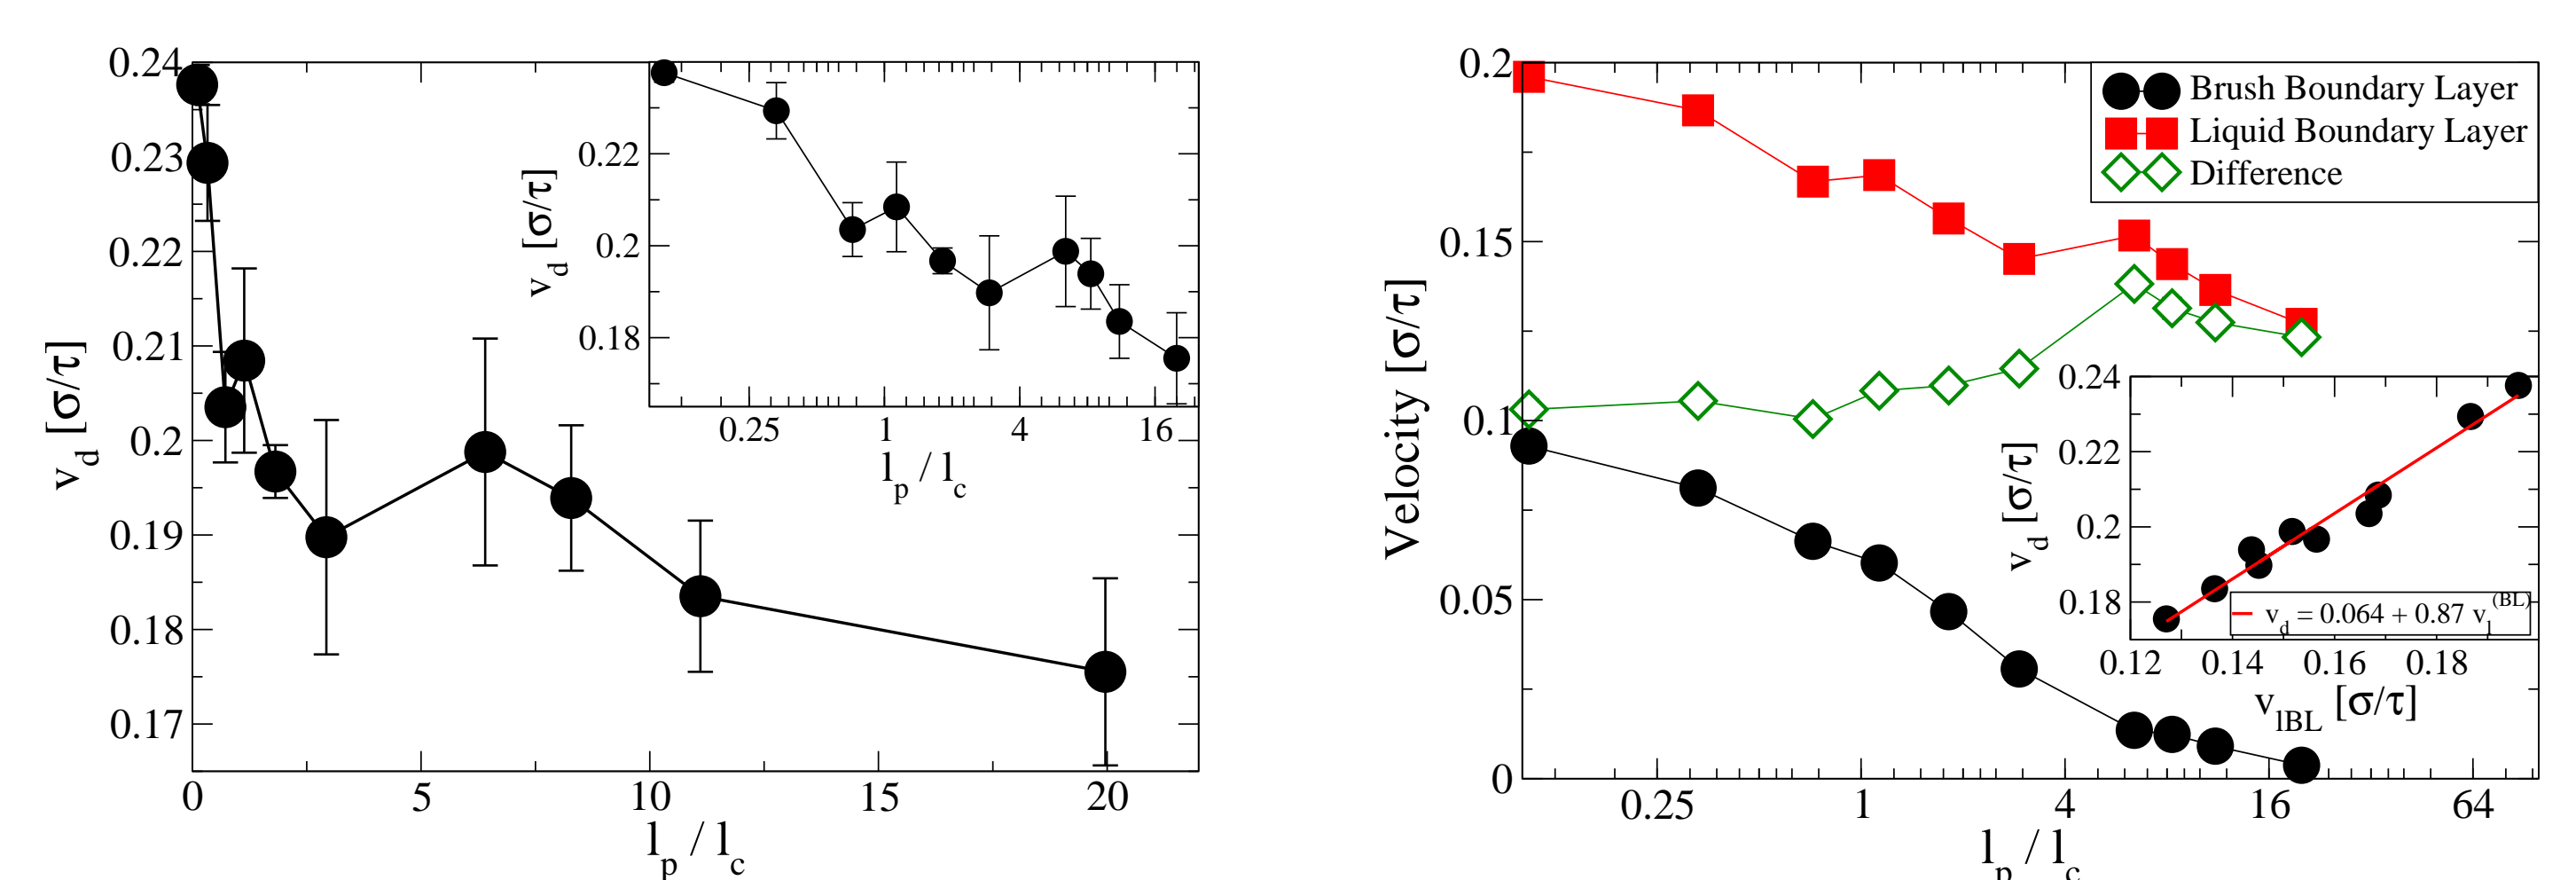 0.24
0.23
0.22
0.21
0.2
0.19
0.18
0.17
v_d [σ/τ]
0 5 10 15 20
l_p / l_c
0.22
0.2
0.18
v_d [σ/τ]
0.25 1 4 16
l_p / l_c
0.2
0.15
0.1
0.05
0
Velocity [σ/τ]
0.25 1 4 16 64
l_p / l_c
Brush Boundary Layer
Liquid Boundary Layer
Difference
0.24
0.22
0.2
0.18
v_d [σ/τ]
v_d = 0.064 + 0.87 v_l^(BL)
0.12 0.14 0.16 0.18
v_lBL [σ/τ]